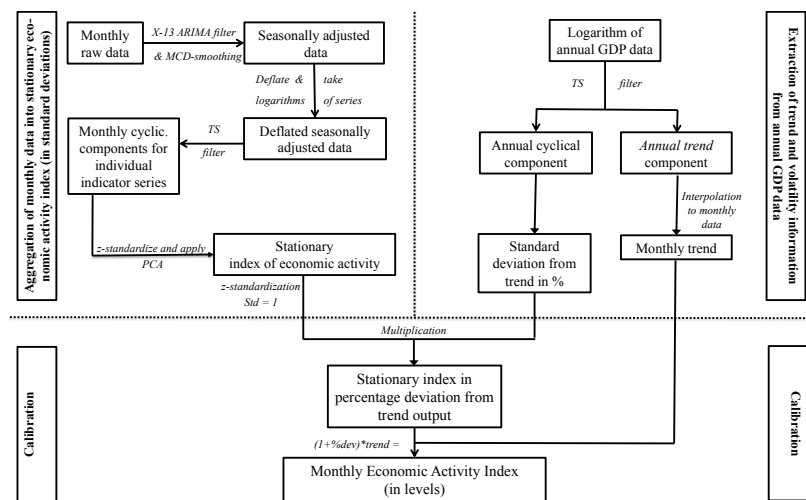 Aggregation of monthly data into stationary eco-
nomic activity index (in standard deviations)
Monthly
raw data
X-13 ARIMA filter
& MCD-smoothing
Seasonally adjusted
data
Deflate & take
logarithms of series
Deflated seasonally
adjusted data
TS
filter
Monthly cyclic.
components for
individual
indicator series
z-standardize and apply
PCA
Stationary
index of economic activity
z-standardization
Std = 1
Logarithm of
annual GDP data
TS filter
Annual cyclical
component
Annual trend
component
Interpolation
to monthly
data
Standard
deviation from
trend in %
Monthly trend
Extraction of trend and volatility information
from annual GDP data
Multiplication
Calibration
Stationary index in
percentage deviation from
trend output
(1+%dev)*trend =
Monthly Economic Activity Index
(in levels)
Calibration